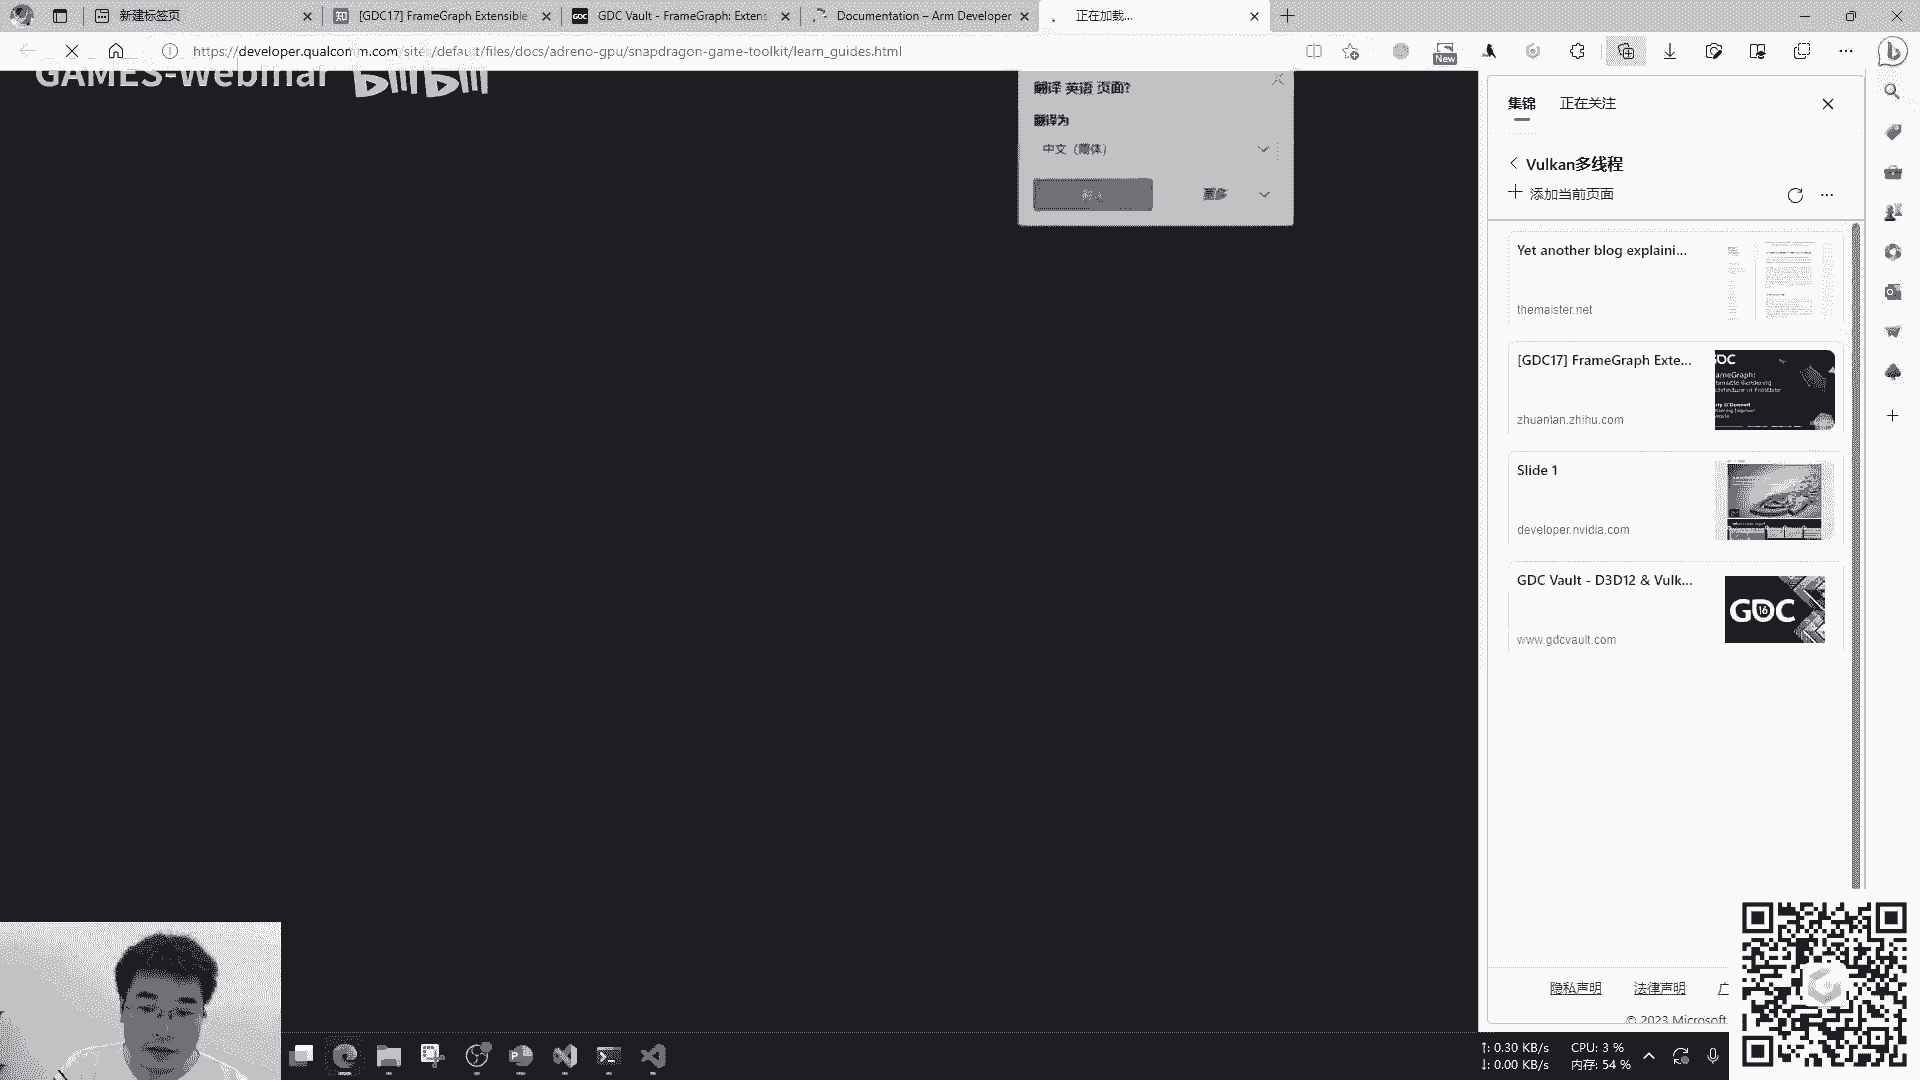 新建标签页
[GDC17] FrameGraph Extensible
GDC Vault - FrameGraph: Extens
Documentation – Arm Developer
正在加载...
https://developer.qualcomm.com/sites/default/files/docs/adreno-gpu/snapdragon-game-toolkit/learn_guides.html
New
GAMES-Webinar bilibili
翻译 英语 页面?
翻译为
中文（简体）
更多
集锦
正在关注
Vulkan多线程
添加当前页面
Yet another blog explaini...
themaister.net
[GDC17] FrameGraph Exte...
zhuanlan.zhihu.com
Slide 1
developer.nvidia.com
GDC Vault - D3D12 & Vulk...
GDC 16
www.gdcvault.com
隐私声明
法律声明
© 2023 Microsoft
↑: 0.30 KB/s
↓: 0.00 KB/s
CPU: 3 %
内存: 54 %